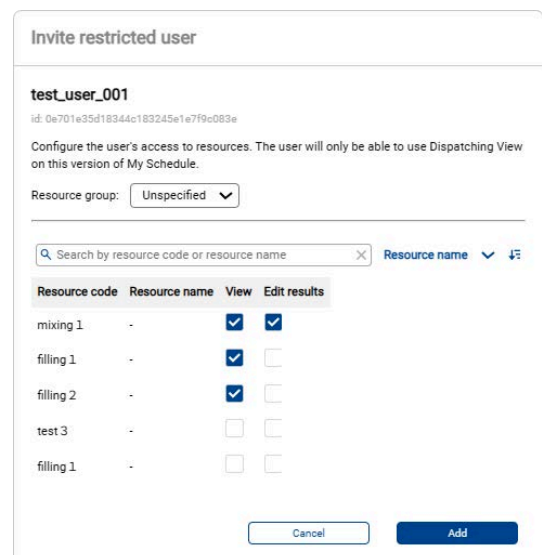 Invite restricted user
test_user_001
id: 0e701e35d18344c183245e1e7f9c083e
Configure the user's access to resources. The user will only be able to use Dispatching View
on this version of My Schedule.
Resource group: Unspecified
Search by resource code or resource name Resource name
Resource code Resource name View Edit results
mixing 1 -
filling 1 -
filling 2 -
test 3 -
filling 1 -
Cancel Add